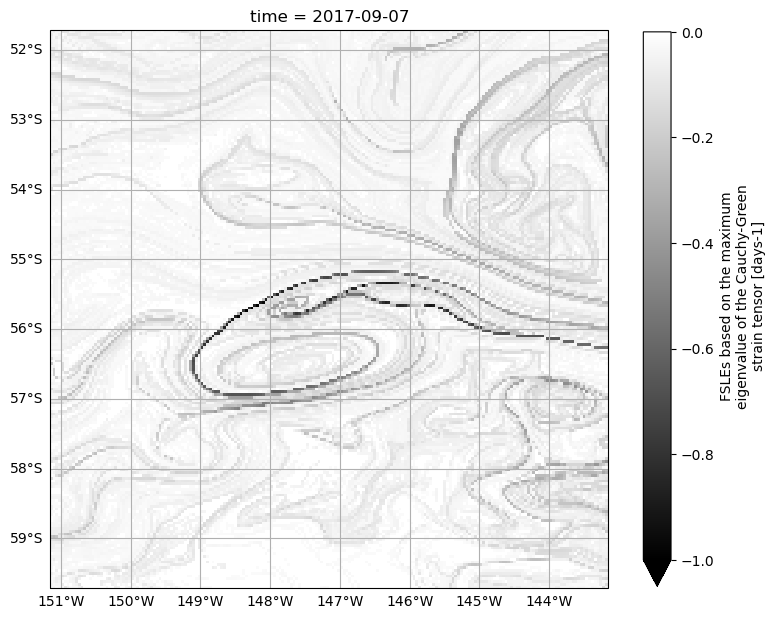 time = 2017-09-07
52°S
53°S
54°S
55°S
56°S
57°S
58°S
59°S
151°W 150°W 149°W 148°W 147°W 146°W 145°W 144°W
0.0
−0.2
−0.4
−0.6
−0.8
−1.0
FSLEs based on the maximum
eigenvalue of the Cauchy-Green
strain tensor [days-1]